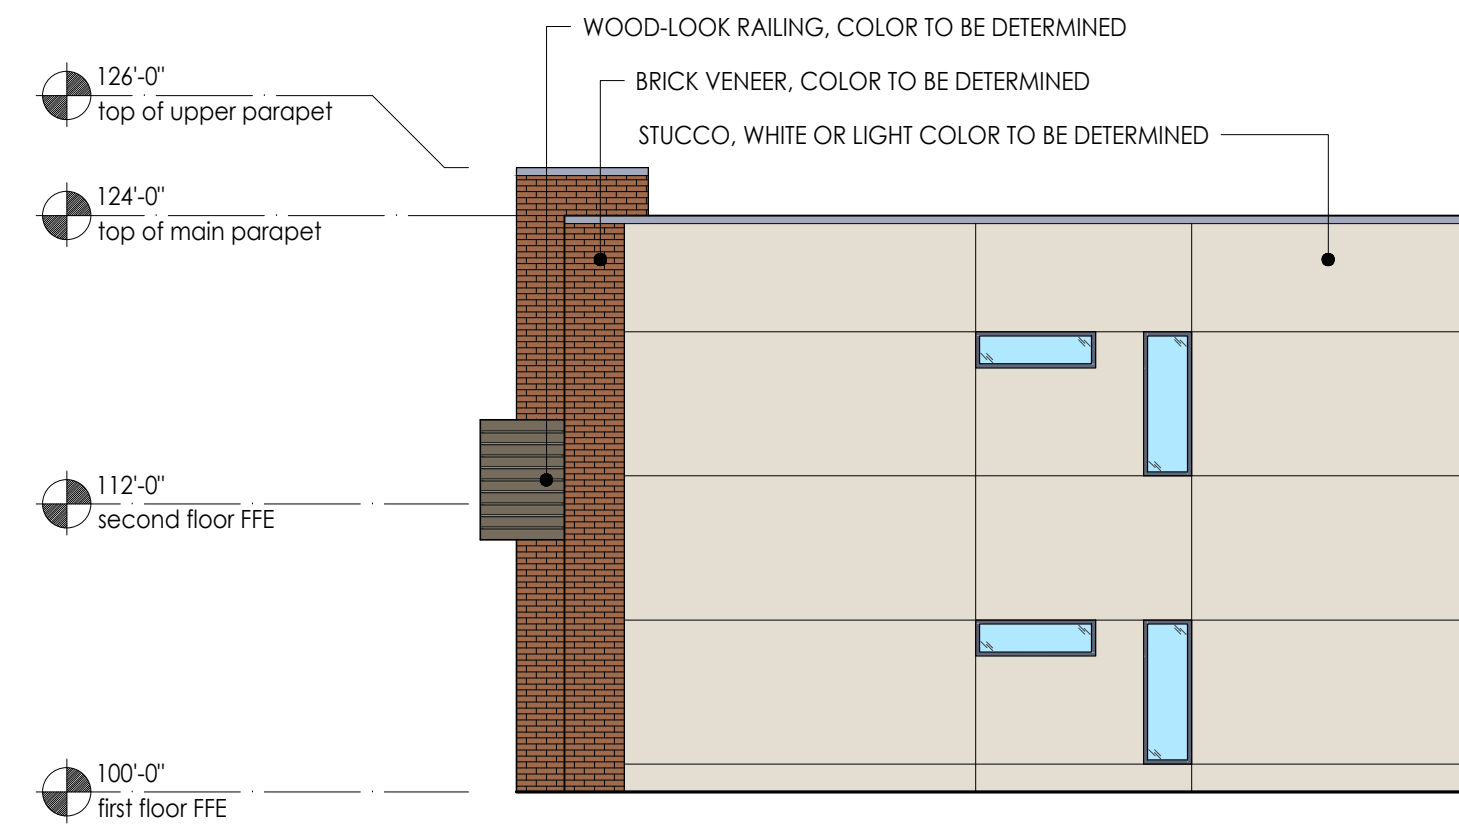 WOOD-LOOK RAILING, COLOR TO BE DETERMINED
BRICK VENEER, COLOR TO BE DETERMINED
STUCCO, WHITE OR LIGHT COLOR TO BE DETERMINED
126'-0"
top of upper parapet
124'-0"
top of main parapet
112'-0"
second floor FFE
100'-0"
first floor FFE